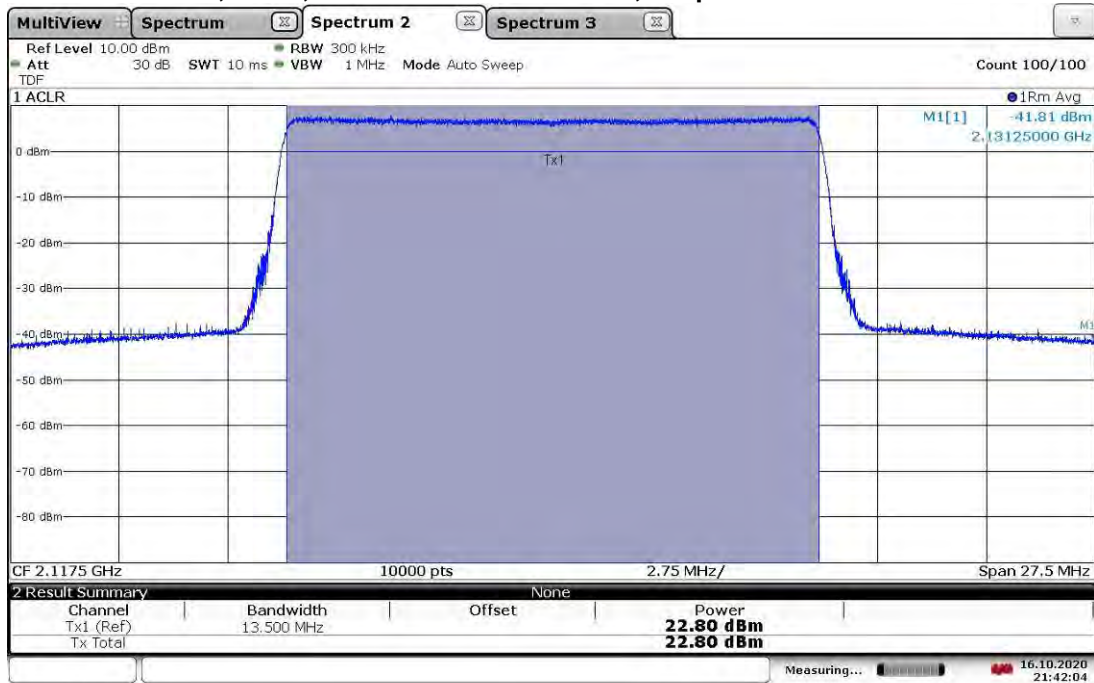 MultiView Spectrum Spectrum 2 Spectrum 3
Ref Level 10.00 dBm RBW 300 kHz
Att 30 dB SWT 10 ms VBW 1 MHz Mode Auto Sweep Count 100/100
TDF
1 ACLR 1Rm Avg
M1[1] -41.81 dBm
2.13125000 GHz
0 dBm
Tx1
-10 dBm
-20 dBm
-30 dBm
-40 dBm
M1
-50 dBm
-60 dBm
-70 dBm
-80 dBm
CF 2.1175 GHz 10000 pts 2.75 MHz/ Span 27.5 MHz
2 Result Summary None
Channel Bandwidth Offset Power
Tx1 (Ref) 13.500 MHz 22.80 dBm
Tx Total 22.80 dBm
Measuring... 16.10.2020
21:42:04